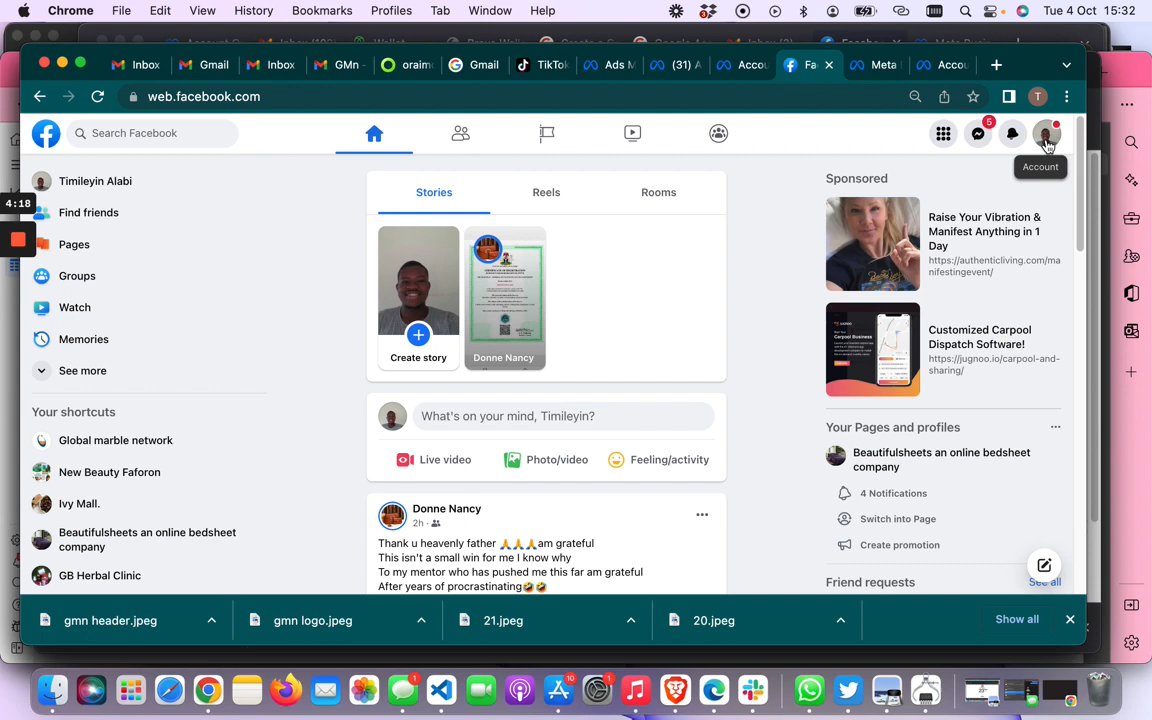 Chrome File Edit View History Bookmarks Profiles Tab Window Help Tue 4 Oct 15:32
Inbox Gmail Inbox GMn - oraim Gmail TikTok Ads M (31) A Accou Fa Meta Accou
web.facebook.com T
Search Facebook 5
Account
4:18
Timileyin Alabi
Find friends
Pages
Groups
Watch
Memories
See more
Your shortcuts
Global marble network
New Beauty Faforon
Ivy Mall.
Beautifulsheets an online bedsheet
company
GB Herbal Clinic
Stories Reels Rooms
Create story
Donne Nancy
What's on your mind, Timileyin?
Live video Photo/video Feeling/activity
Donne Nancy
2h ·
Thank u heavenly father 🙏🙏🙏am grateful
This isn't a small win for me I know why
To my mentor who has pushed me this far am grateful
After years of procrastinating🤣🤣
Sponsored
Raise Your Vibration &
Manifest Anything in 1
Day
https://authenticliving.com/ma
nifestingevent/
Customized Carpool
Dispatch Software!
https://jugnoo.io/carpool-and-
sharing/
Your Pages and profiles
Beautifulsheets an online bedsheet
company
4 Notifications
Switch into Page
Create promotion
Friend requests See all
gmn header.jpeg gmn logo.jpeg 21.jpeg 20.jpeg Show all
1 10 1